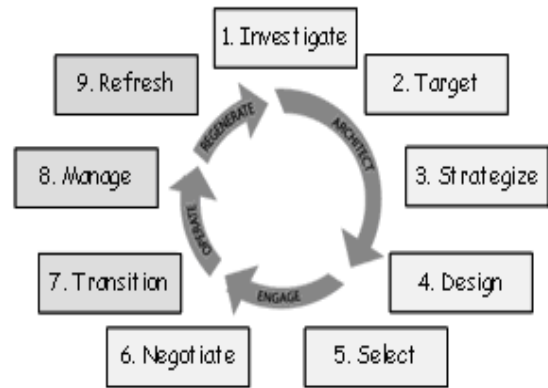 1. Investigate
2. Target
3. Strategize
4. Design
5. Select
6. Negotiate
7. Transition
8. Manage
9. Refresh
ARCHITECT
ENGAGE
OPERATE
REGENERATE